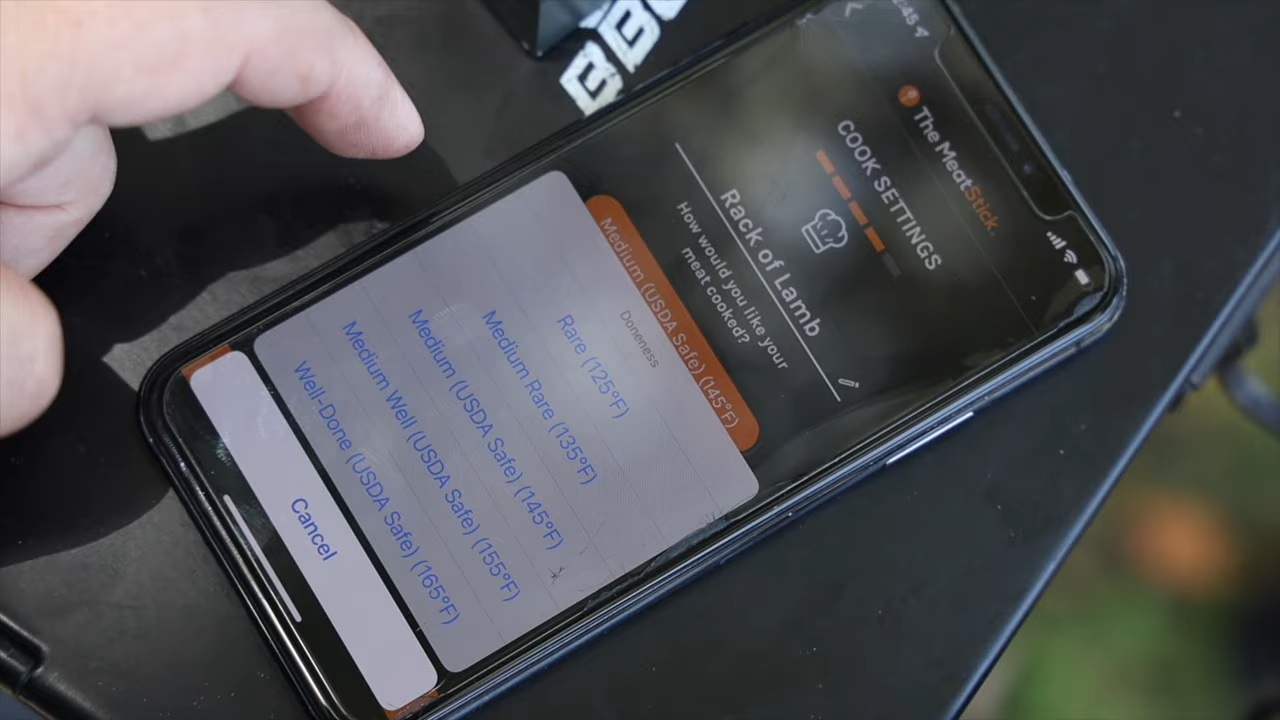 The MeatStick
COOK SETTINGS
Rack of Lamb
How would you like your
meat cooked?
Medium (USDA Safe) (145°F)
Doneness
Rare (125°F)
Medium Rare (135°F)
Medium (USDA Safe) (145°F)
Medium Well (USDA Safe) (155°F)
Well-Done (USDA Safe) (165°F)
Cancel